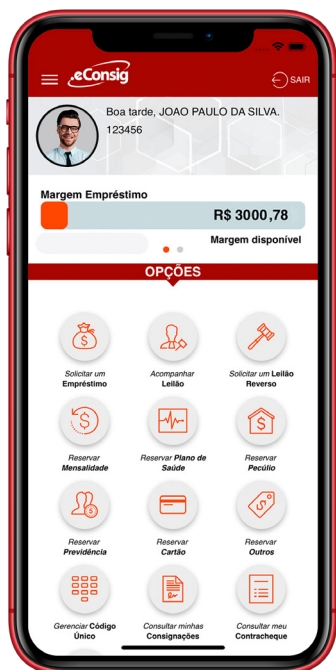 eConsig
SAIR
Boa tarde, JOAO PAULO DA SILVA.
123456
Margem Empréstimo
R$ 3000,78
Margem disponível
OPÇÕES
Solicitar um
Empréstimo
Acompanhar
Leilão
Solicitar um Leilão
Reverso
Reservar
Mensalidade
Reservar Plano de
Saúde
Reservar
Pecúlio
Reservar
Previdência
Reservar
Cartão
Reservar
Outros
Gerenciar Código
Único
Consultar minhas
Consignações
Consultar meu
Contracheque